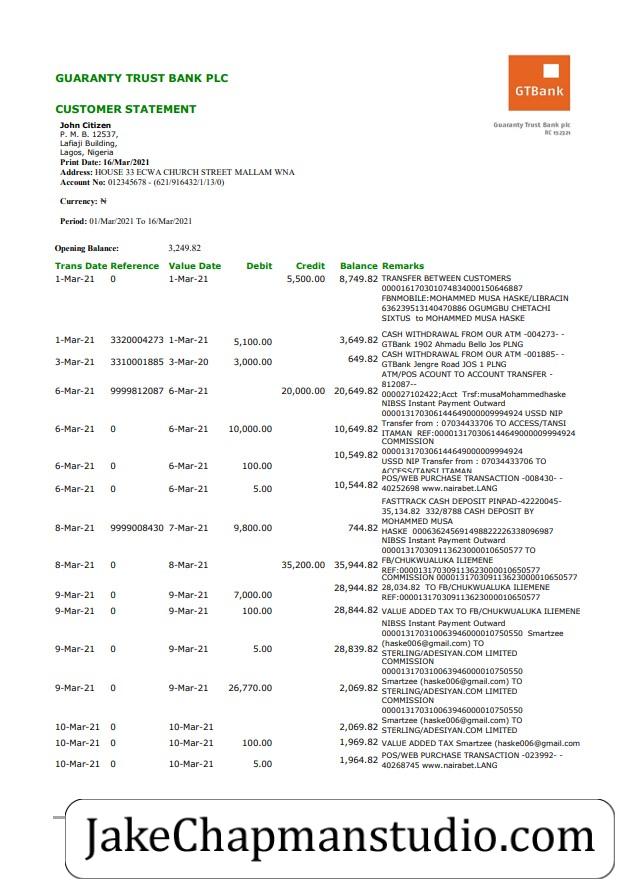 GUARANTY TRUST BANK PLC
GTBank
CUSTOMER STATEMENT
Guaranty Trust Bank plc
RC 152321
John Citizen
P. M. B. 12537,
Lafiaji Building,
Lagos, Nigeria
Print Date: 16/Mar/2021
Address: HOUSE 33 ECWA CHURCH STREET MALLAM WNA
Account No: 012345678 - (621/916432/1/13/0)
Currency: ₦
Period: 01/Mar/2021 To 16/Mar/2021
Opening Balance: 3,249.82
Trans Date Reference Value Date Debit Credit Balance Remarks
1-Mar-21 0 1-Mar-21 5,500.00 8,749.82 TRANSFER BETWEEN CUSTOMERS
000016170301074834000150646887
FBNMOBILE:MOHAMMED MUSA HASKE/LIBRACIN
636239513140470886 OGUMGBU CHETACHI
SIXTUS to MOHAMMED MUSA HASKE
1-Mar-21 3320004273 1-Mar-21 5,100.00 3,649.82 CASH WITHDRAWAL FROM OUR ATM -004273- -
GTBank 1902 Ahmadu Bello Jos PLNG
3-Mar-21 3310001885 3-Mar-20 3,000.00 649.82 CASH WITHDRAWAL FROM OUR ATM -001885- -
GTBank Jengre Road JOS 1 PLNG
ATM/POS ACOUNT TO ACCOUNT TRANSFER -
6-Mar-21 9999812087 6-Mar-21 20,000.00 20,649.82 812087--
000027102422;Acct Trsf:musaMohammedhaske
NIBSS Instant Payment Outward
000013170306144649000009994924 USSD NIP
6-Mar-21 0 6-Mar-21 10,000.00 10,649.82 Transfer from : 07034433706 TO ACCESS/TANSI
ITAMAN REF:000013170306144649000009994924
COMMISSION
10,549.82 000013170306144649000009994924
6-Mar-21 0 6-Mar-21 100.00 USSD NIP Transfer from : 07034433706 TO
ACCESS/TANSI ITAMAN
6-Mar-21 0 6-Mar-21 5.00 10,544.82 POS/WEB PURCHASE TRANSACTION -008430- -
40252698 www.nairabet.LANG
FASTTRACK CASH DEPOSIT PINPAD-42220045-
35,134.82 332/8788 CASH DEPOSIT BY
MOHAMMED MUSA
8-Mar-21 9999008430 7-Mar-21 9,800.00 744.82 HASKE 000636245691498822226338096987
NIBSS Instant Payment Outward
000013170309113623000010650577 TO
8-Mar-21 0 8-Mar-21 35,200.00 35,944.82 FB/CHUKWUALUKA ILIEMENE
REF:000013170309113623000010650577
COMMISSION 000013170309113623000010650577
28,944.82 28,034.82 TO FB/CHUKWUALUKA ILIEMENE
9-Mar-21 0 9-Mar-21 7,000.00 REF:000013170309113623000010650577
9-Mar-21 0 9-Mar-21 100.00 28,844.82 VALUE ADDED TAX TO FB/CHUKWUALUKA ILIEMENE
NIBSS Instant Payment Outward
000013170310063946000010750550 Smartzee
(haske006@gmail.com) TO
9-Mar-21 0 9-Mar-21 5.00 28,839.82 STERLING/ADESIYAN.COM LIMITED
COMMISSION
000013170310063946000010750550
Smartzee (haske006@gmail.com) TO
9-Mar-21 0 9-Mar-21 26,770.00 2,069.82 STERLING/ADESIYAN.COM LIMITED
COMMISSION
000013170310063946000010750550
Smartzee (haske006@gmail.com) TO
10-Mar-21 0 10-Mar-21 2,069.82 STERLING/ADESIYAN.COM LIMITED
10-Mar-21 0 10-Mar-21 100.00 1,969.82 VALUE ADDED TAX Smartzee (haske006@gmail.com
10-Mar-21 0 10-Mar-21 5.00 1,964.82 POS/WEB PURCHASE TRANSACTION -023992- -
40268745 www.nairabet.LANG
JakeChapmanstudio.com